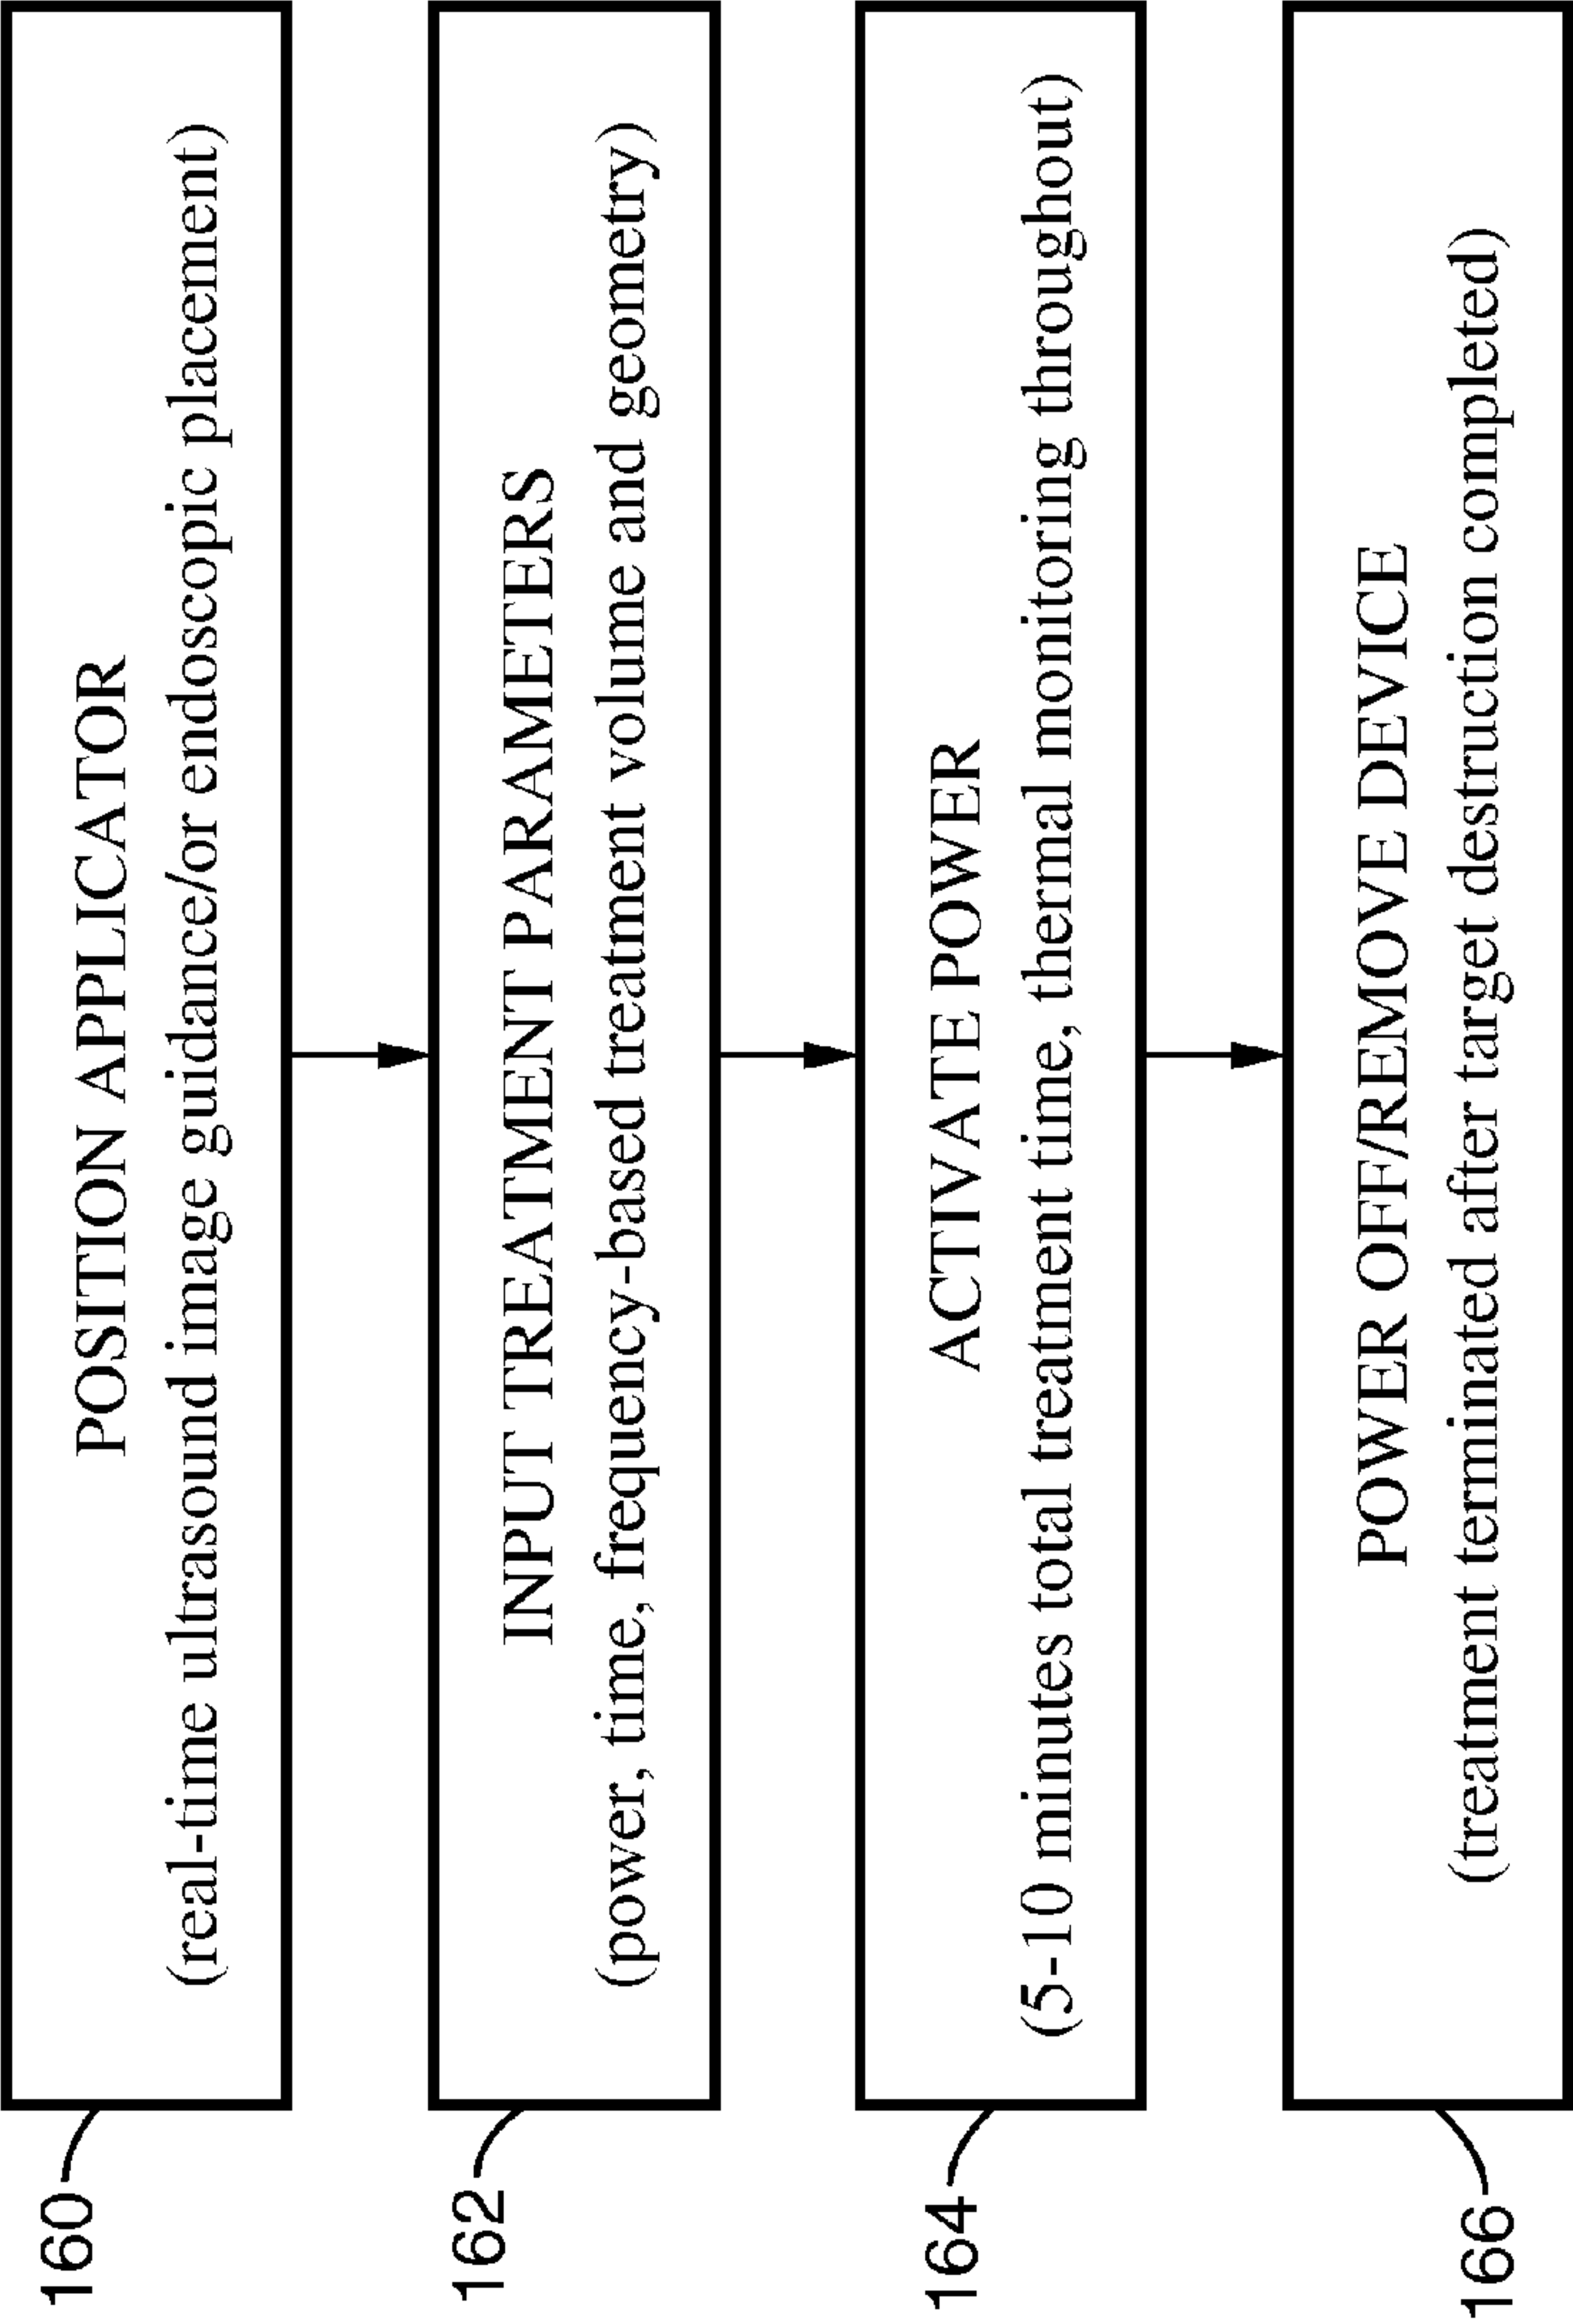 160
POSITION APPLICATOR
(real-time ultrasound image guidance/or endoscopic placement)
162
INPUT TREATMENT PARAMETERS
(power, time, frequency-based treatment volume and geometry)
164
ACTIVATE POWER
(5-10 minutes total treatment time, thermal monitoring throughout)
166
POWER OFF/REMOVE DEVICE
(treatment terminated after target destruction completed)